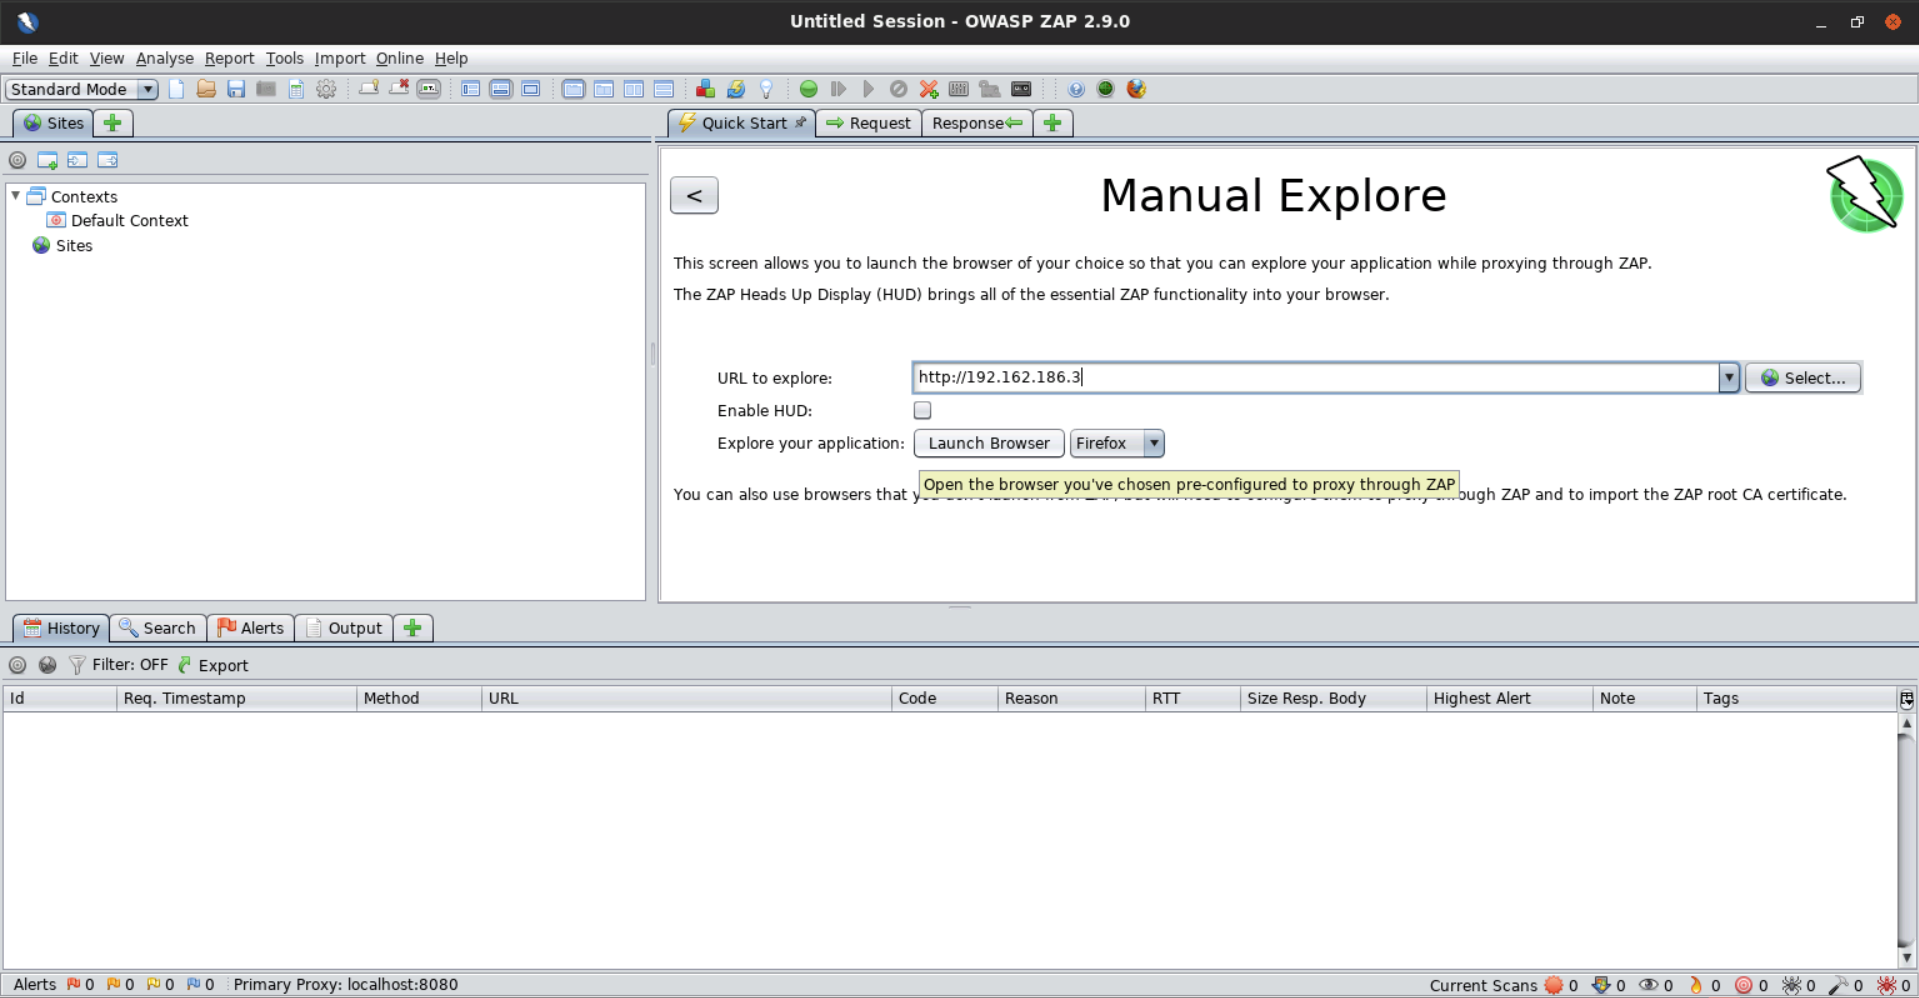 Untitled Session - OWASP ZAP 2.9.0
File Edit View Analyse Report Tools Import Online Help
Standard Mode
Sites
Quick Start Request Response
Contexts
Default Context
Sites
<
Manual Explore
This screen allows you to launch the browser of your choice so that you can explore your application while proxying through ZAP.
The ZAP Heads Up Display (HUD) brings all of the essential ZAP functionality into your browser.
URL to explore: http://192.162.186.3 Select...
Enable HUD:
Explore your application: Launch Browser Firefox
Open the browser you've chosen pre-configured to proxy through ZAP
You can also use browsers that through ZAP and to import the ZAP root CA certificate.
History Search Alerts Output
Filter: OFF Export
Id Req. Timestamp Method URL Code Reason RTT Size Resp. Body Highest Alert Note Tags
Alerts 0 0 0 0 Primary Proxy: localhost:8080 Current Scans 0 0 0 0 0 0 0 0